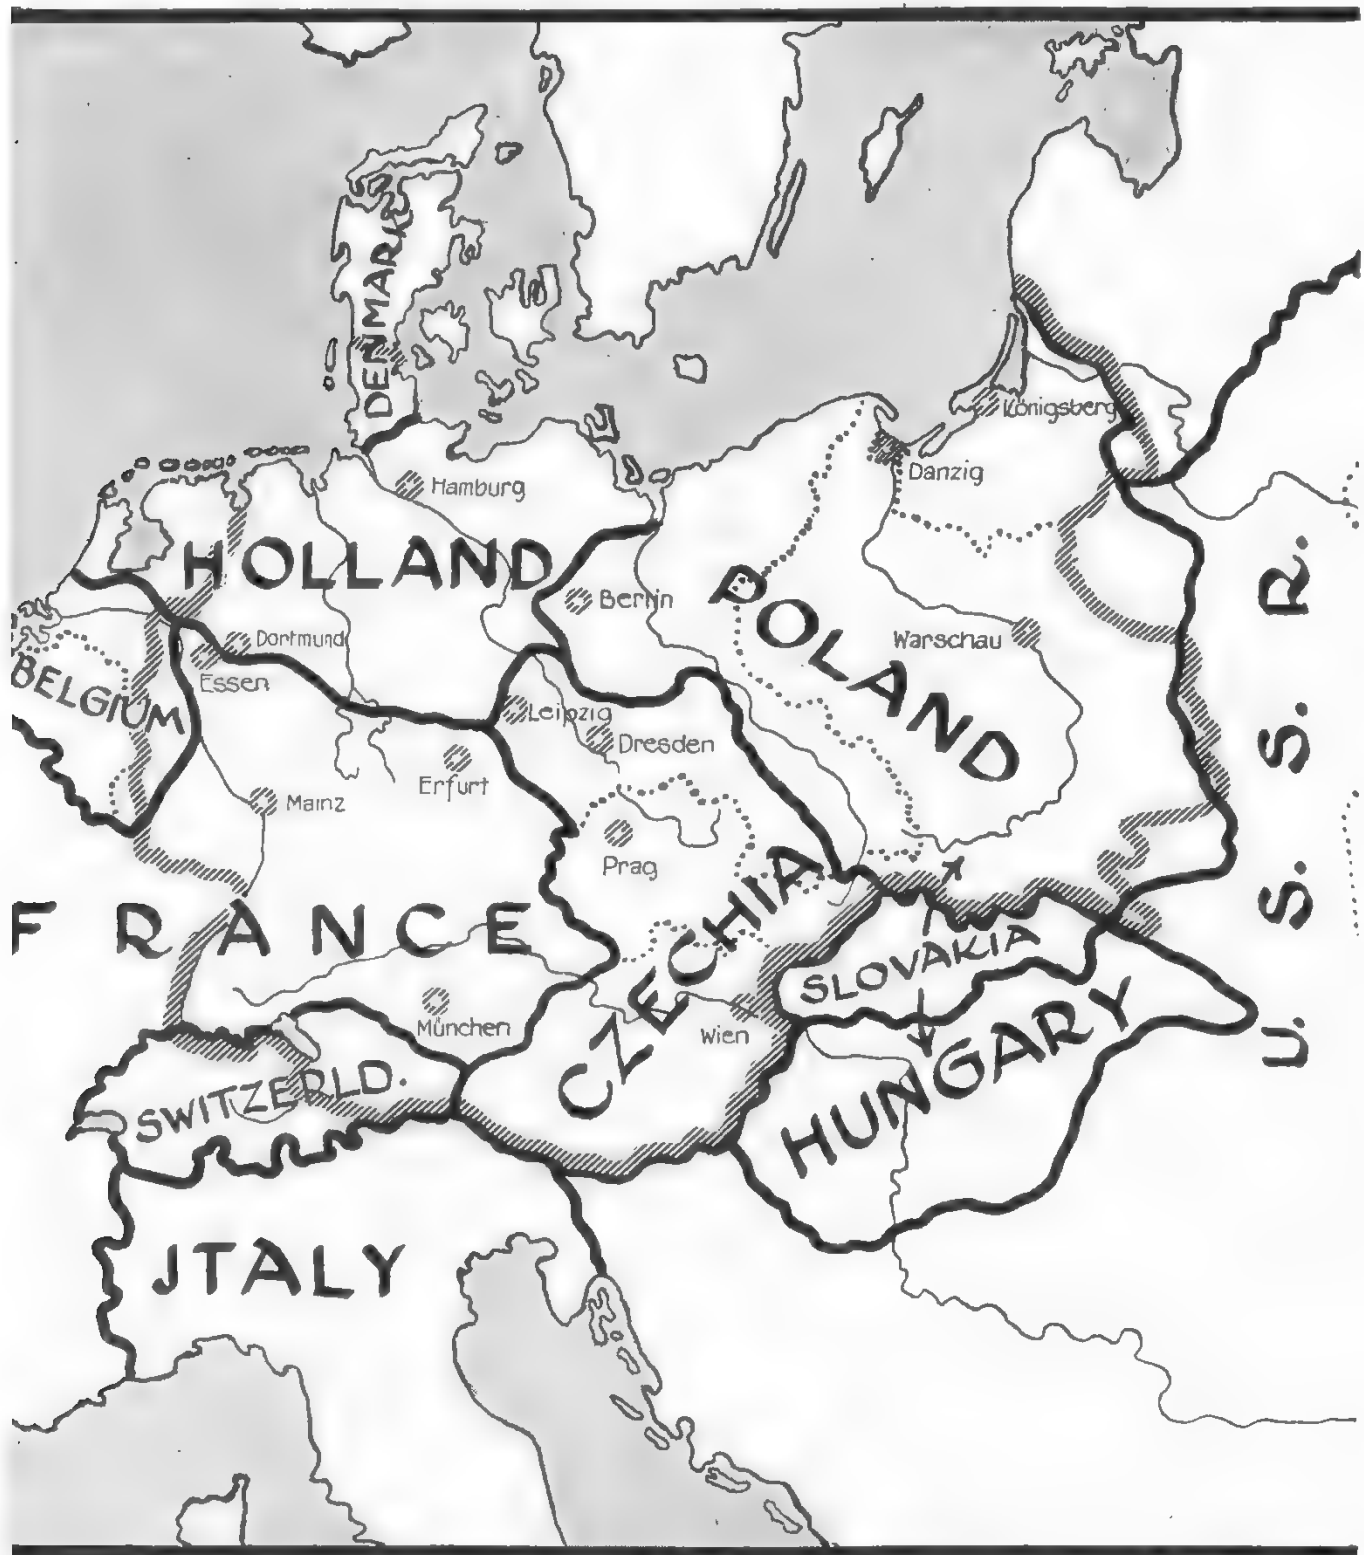 DENMARK
Königsberg
Danzig
Hamburg
HOLLAND
Berlin
POLAND
Warschau
U. S. S. R.
Dortmund
Essen
BELGIUM
Leipzig
Dresden
Erfurt
Mainz
Prag
FRANCE
CZECHIA
SLOVAKIA
München
Wien
SWITZERLD.
HUNGARY
JTALY